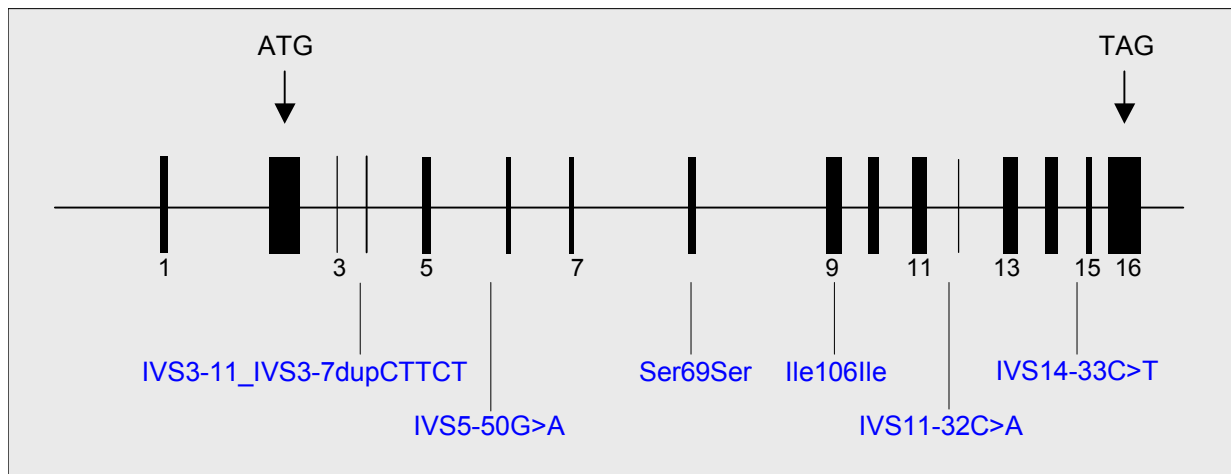 ATG TAG
1 3 5 7 9 11 13 15 16
IVS3-11_IVS3-7dupCTTCT Ser69Ser Ile106Ile IVS14-33C>T
IVS5-50G>A IVS11-32C>A